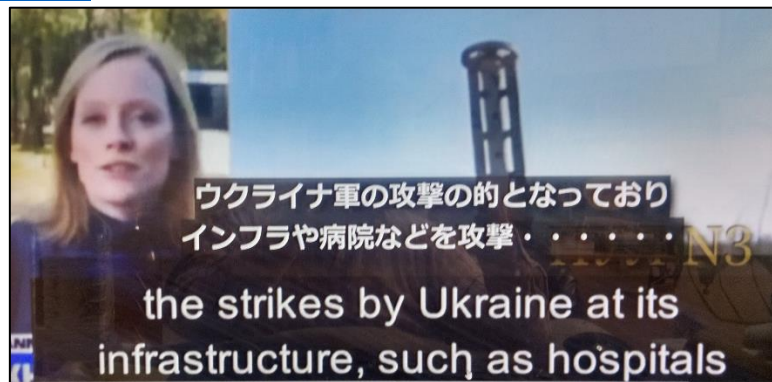 ウクライナ軍の攻撃の的となっており
インフラや病院などを攻撃・・・・・・
N3
the strikes by Ukraine at its
infrastructure, such as hospitals